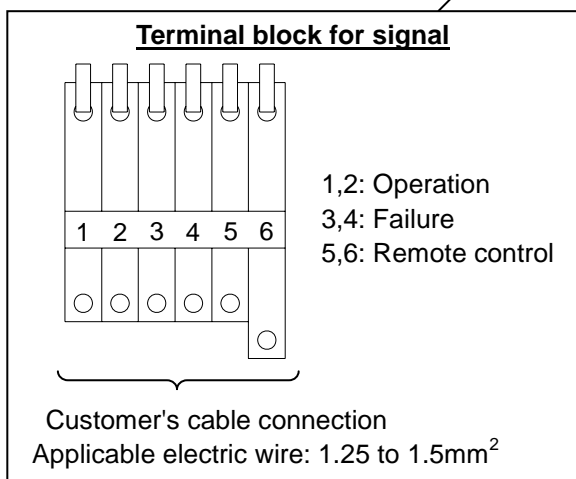 Terminal block for signal
1 2 3 4 5 6
1,2: Operation
3,4: Failure
5,6: Remote control
Customer's cable connection
Applicable electric wire: 1.25 to 1.5mm²